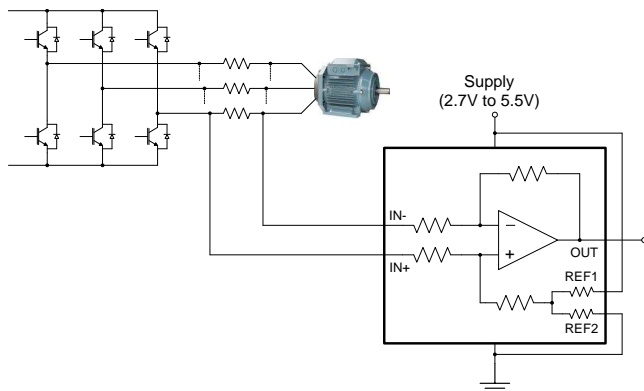 Supply
(2.7V to 5.5V)
IN-
IN+
OUT
REF1
REF2